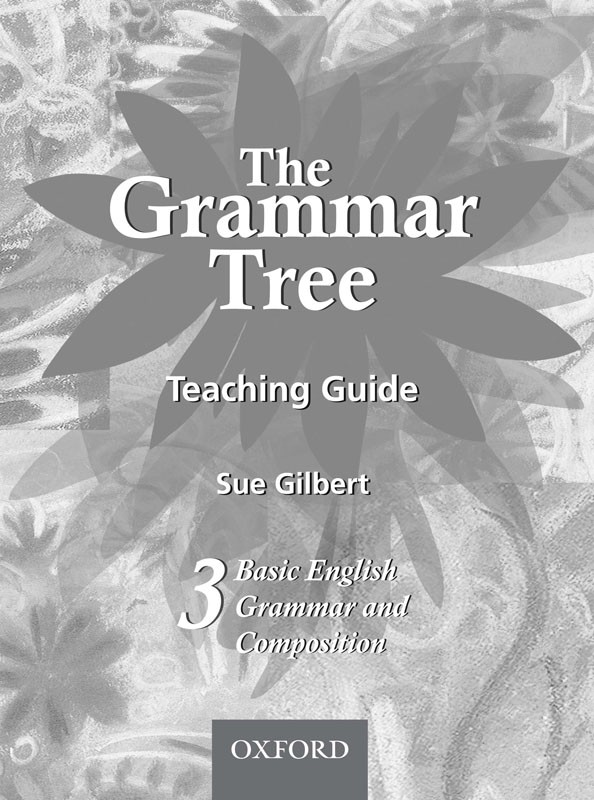 The
Grammar
Tree
Teaching Guide
Sue Gilbert
3 Basic English
Grammar and
Composition
OXFORD